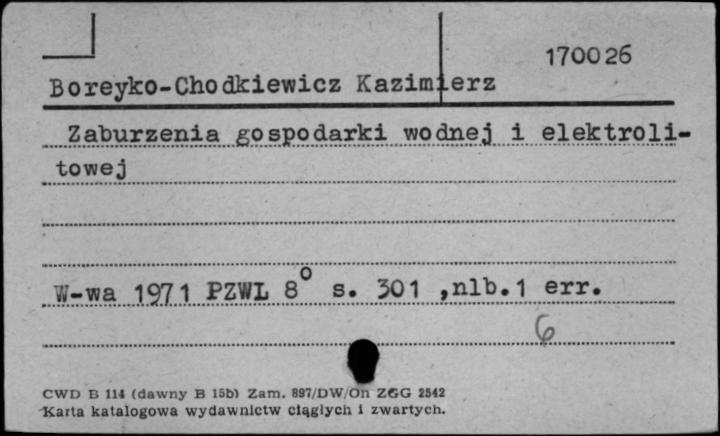 170026
Boreyko-Chodkiewicz Kazimierz
Zaburzenia gospodarki wodnej i elektroli-
towej
W-wa 1971 PZWL 8° s. 301 ,nlb.1 err.
6
CWD B 114 (dawny B 15b) Zam. 897/DW/On ZGG 2542
Karta katalogowa wydawnictw ciągłych i zwartych.